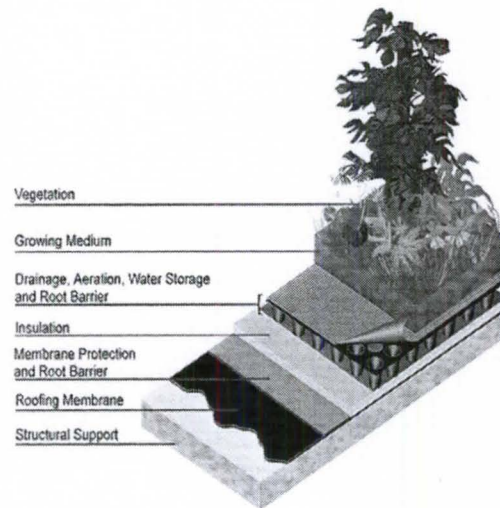 Vegetation
Growing Medium
Drainage, Aeration, Water Storage
and Root Barrier
Insulation
Membrane Protection
and Root Barrier
Roofing Membrane
Structural Support